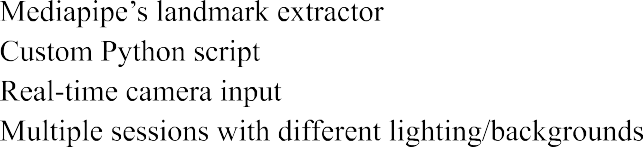 Mediapipe’s landmark extractor
Custom Python script
Real-time camera input
Multiple sessions with different lighting/backgrounds